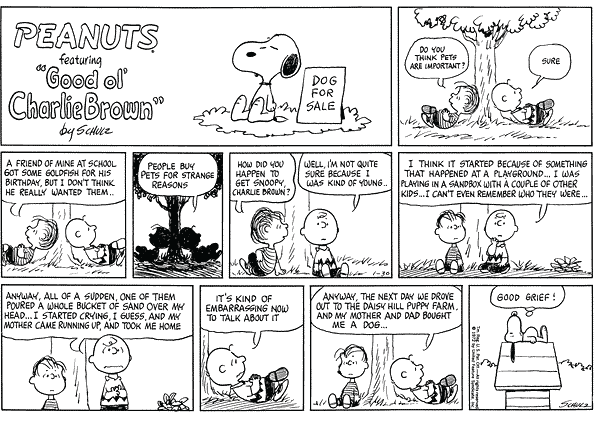 PEANUTS
featuring
"Good ol'
Charlie Brown"
by SCHULZ
DOG
FOR
SALE
DO YOU
THINK PETS
ARE IMPORTANT?
SURE
A FRIEND OF MINE AT SCHOOL
GOT SOME GOLDFISH FOR HIS
BIRTHDAY, BUT I DON'T THINK
HE REALLY WANTED THEM..
PEOPLE BUY
PETS FOR STRANGE
REASONS
HOW DID YOU
HAPPEN TO
GET SNOOPY,
CHARLIE BROWN?
WELL, I'M NOT QUITE
SURE BECAUSE I
WAS KIND OF YOUNG..
1-30
I THINK IT STARTED BECAUSE OF SOMETHING
THAT HAPPENED AT A PLAYGROUND... I WAS
PLAYING IN A SANDBOX WITH A COUPLE OF OTHER
KIDS...I CAN'T EVEN REMEMBER WHO THEY WERE...
ANYWAY, ALL OF A SUDDEN, ONE OF THEM
POURED A WHOLE BUCKET OF SAND OVER MY
HEAD... I STARTED CRYING, I GUESS, AND MY
MOTHER CAME RUNNING UP, AND TOOK ME HOME
IT'S KIND OF
EMBARRASSING NOW
TO TALK ABOUT IT
ANYWAY, THE NEXT DAY WE DROVE
OUT TO THE DAISY HILL PUPPY FARM,
AND MY MOTHER AND DAD BOUGHT
ME A DOG...
GOOD GRIEF!
SCHULZ